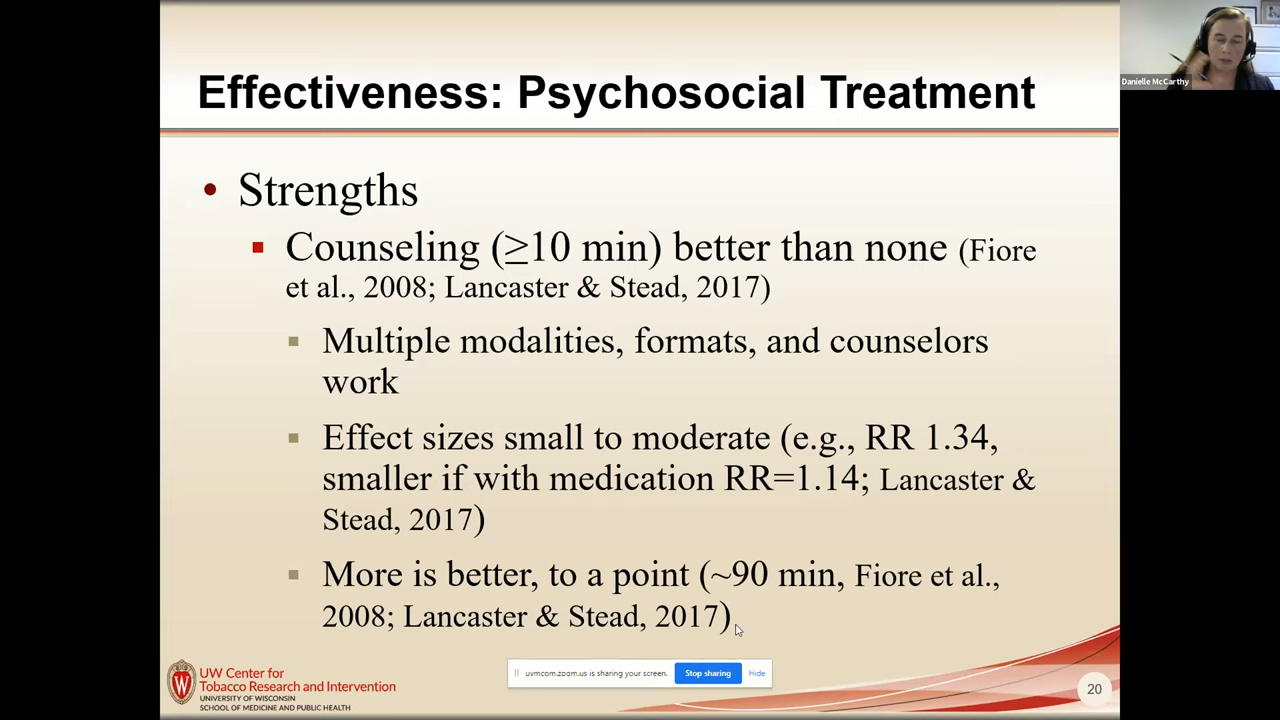 Effectiveness: Psychosocial Treatment
Danielle McCarthy
• Strengths
▪ Counseling (≥10 min) better than none (Fiore
et al., 2008; Lancaster & Stead, 2017)
▪ Multiple modalities, formats, and counselors
work
▪ Effect sizes small to moderate (e.g., RR 1.34,
smaller if with medication RR=1.14; Lancaster &
Stead, 2017)
▪ More is better, to a point (~90 min, Fiore et al.,
2008; Lancaster & Stead, 2017)
W
UW Center for
Tobacco Research and Intervention
UNIVERSITY OF WISCONSIN
SCHOOL OF MEDICINE AND PUBLIC HEALTH
uvmcom.zoom.us is sharing your screen. Stop sharing Hide
20